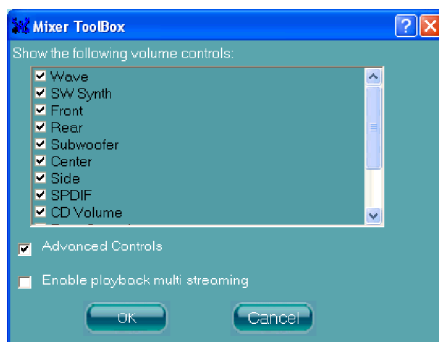 Mixer ToolBox
Show the following volume controls:
Wave
SW Synth
Front
Rear
Subwoofer
Center
Side
SPDIF
CD Volume
Advanced Controls
Enable playback multi streaming
OK
Cancel